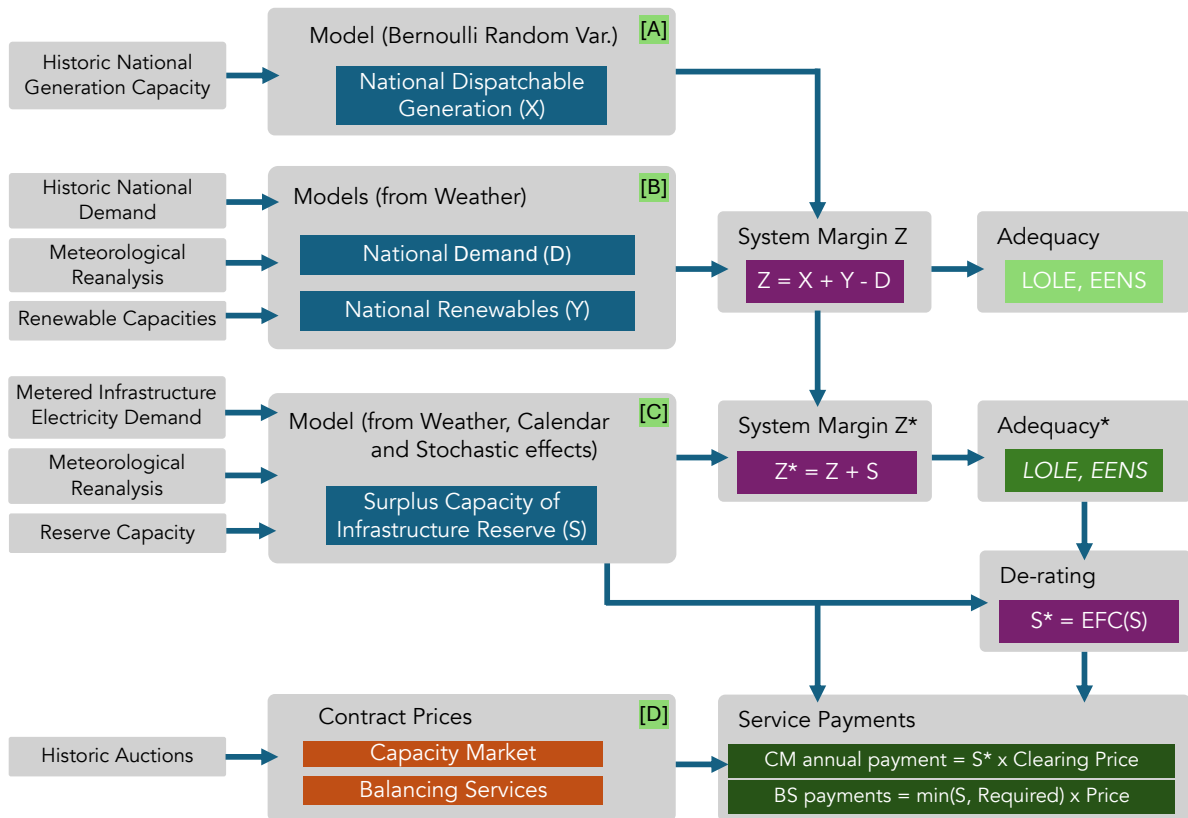 Historic National
Generation Capacity
Model (Bernoulli Random Var.)
[A]
National Dispatchable
Generation (X)
Historic National
Demand
Meteorological
Reanalysis
Renewable Capacities
Models (from Weather)
[B]
National Demand (D)
National Renewables (Y)
System Margin Z
Z = X + Y - D
Adequacy
LOLE, EENS
Metered Infrastructure
Electricity Demand
Meteorological
Reanalysis
Reserve Capacity
Model (from Weather, Calendar
and Stochastic effects)
[C]
Surplus Capacity of
Infrastructure Reserve (S)
System Margin Z*
Z* = Z + S
Adequacy*
LOLE, EENS
De-rating
S* = EFC(S)
Historic Auctions
Contract Prices
[D]
Capacity Market
Balancing Services
Service Payments
CM annual payment = S* x Clearing Price
BS payments = min(S, Required) x Price